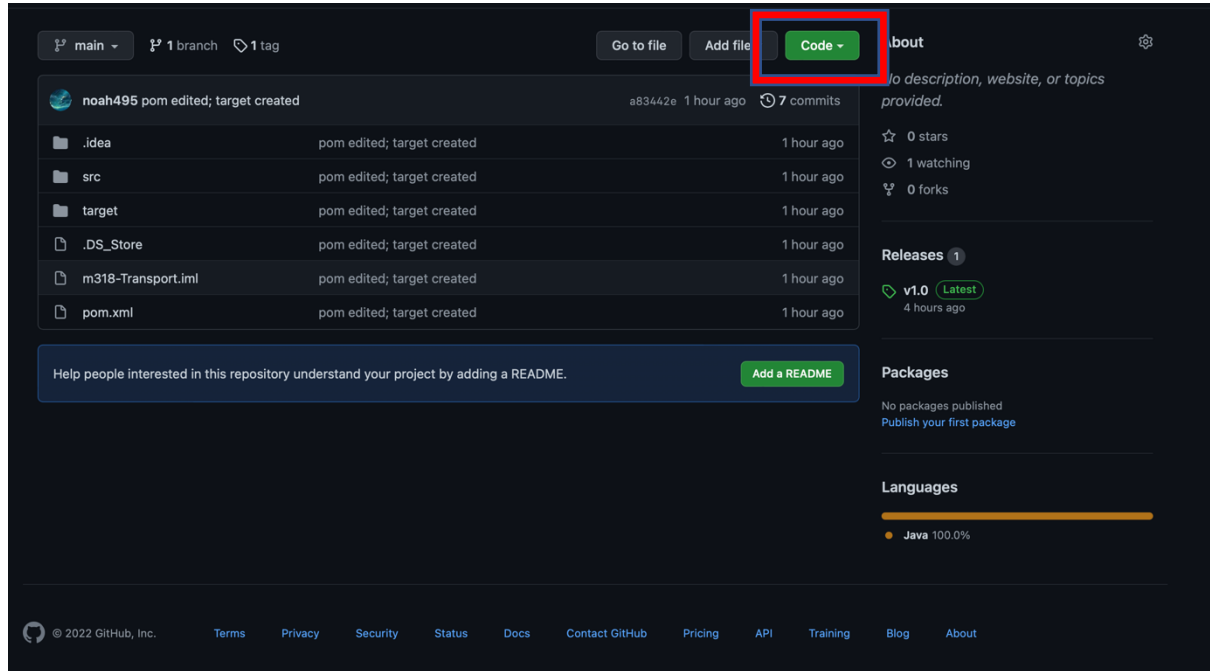 main 1 branch 1 tag Go to file Add file Code About
No description, website, or topics
provided.
noah495 pom edited; target created a83442e 1 hour ago 7 commits
0 stars
.idea pom edited; target created 1 hour ago
1 watching
src pom edited; target created 1 hour ago
0 forks
target pom edited; target created 1 hour ago
.DS_Store pom edited; target created 1 hour ago
Releases 1
m318-Transport.iml pom edited; target created 1 hour ago
v1.0 Latest
4 hours ago
pom.xml pom edited; target created 1 hour ago
Help people interested in this repository understand your project by adding a README. Add a README
Packages
No packages published
Publish your first package
Languages
Java 100.0%
© 2022 GitHub, Inc. Terms Privacy Security Status Docs Contact GitHub Pricing API Training Blog About